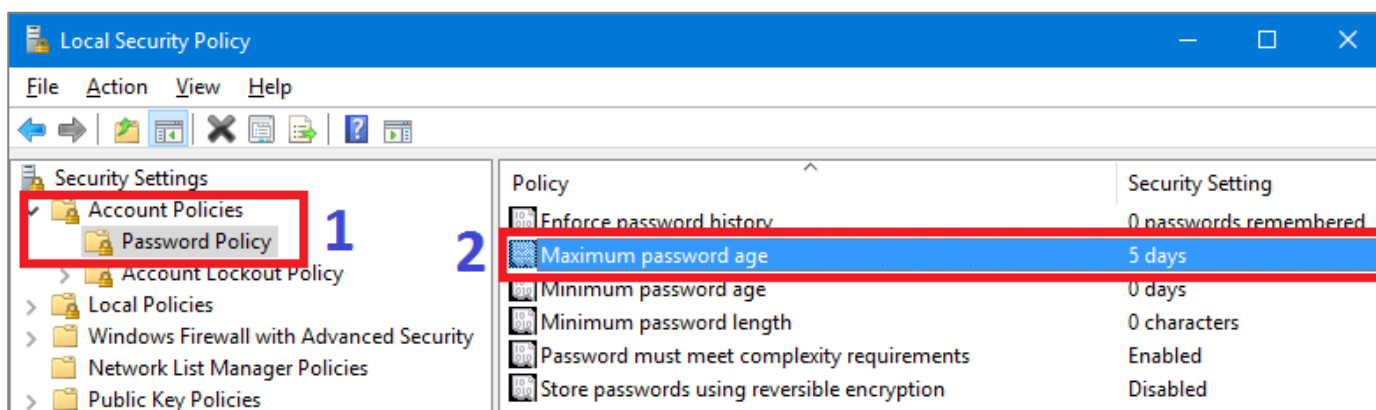 Local Security Policy
File Action View Help
Security Settings
Account Policies
Password Policy
1
Account Lockout Policy
Local Policies
Windows Firewall with Advanced Security
Network List Manager Policies
Public Key Policies
Policy Security Setting
Enforce password history 0 passwords remembered
2
Maximum password age 5 days
Minimum password age 0 days
Minimum password length 0 characters
Password must meet complexity requirements Enabled
Store passwords using reversible encryption Disabled